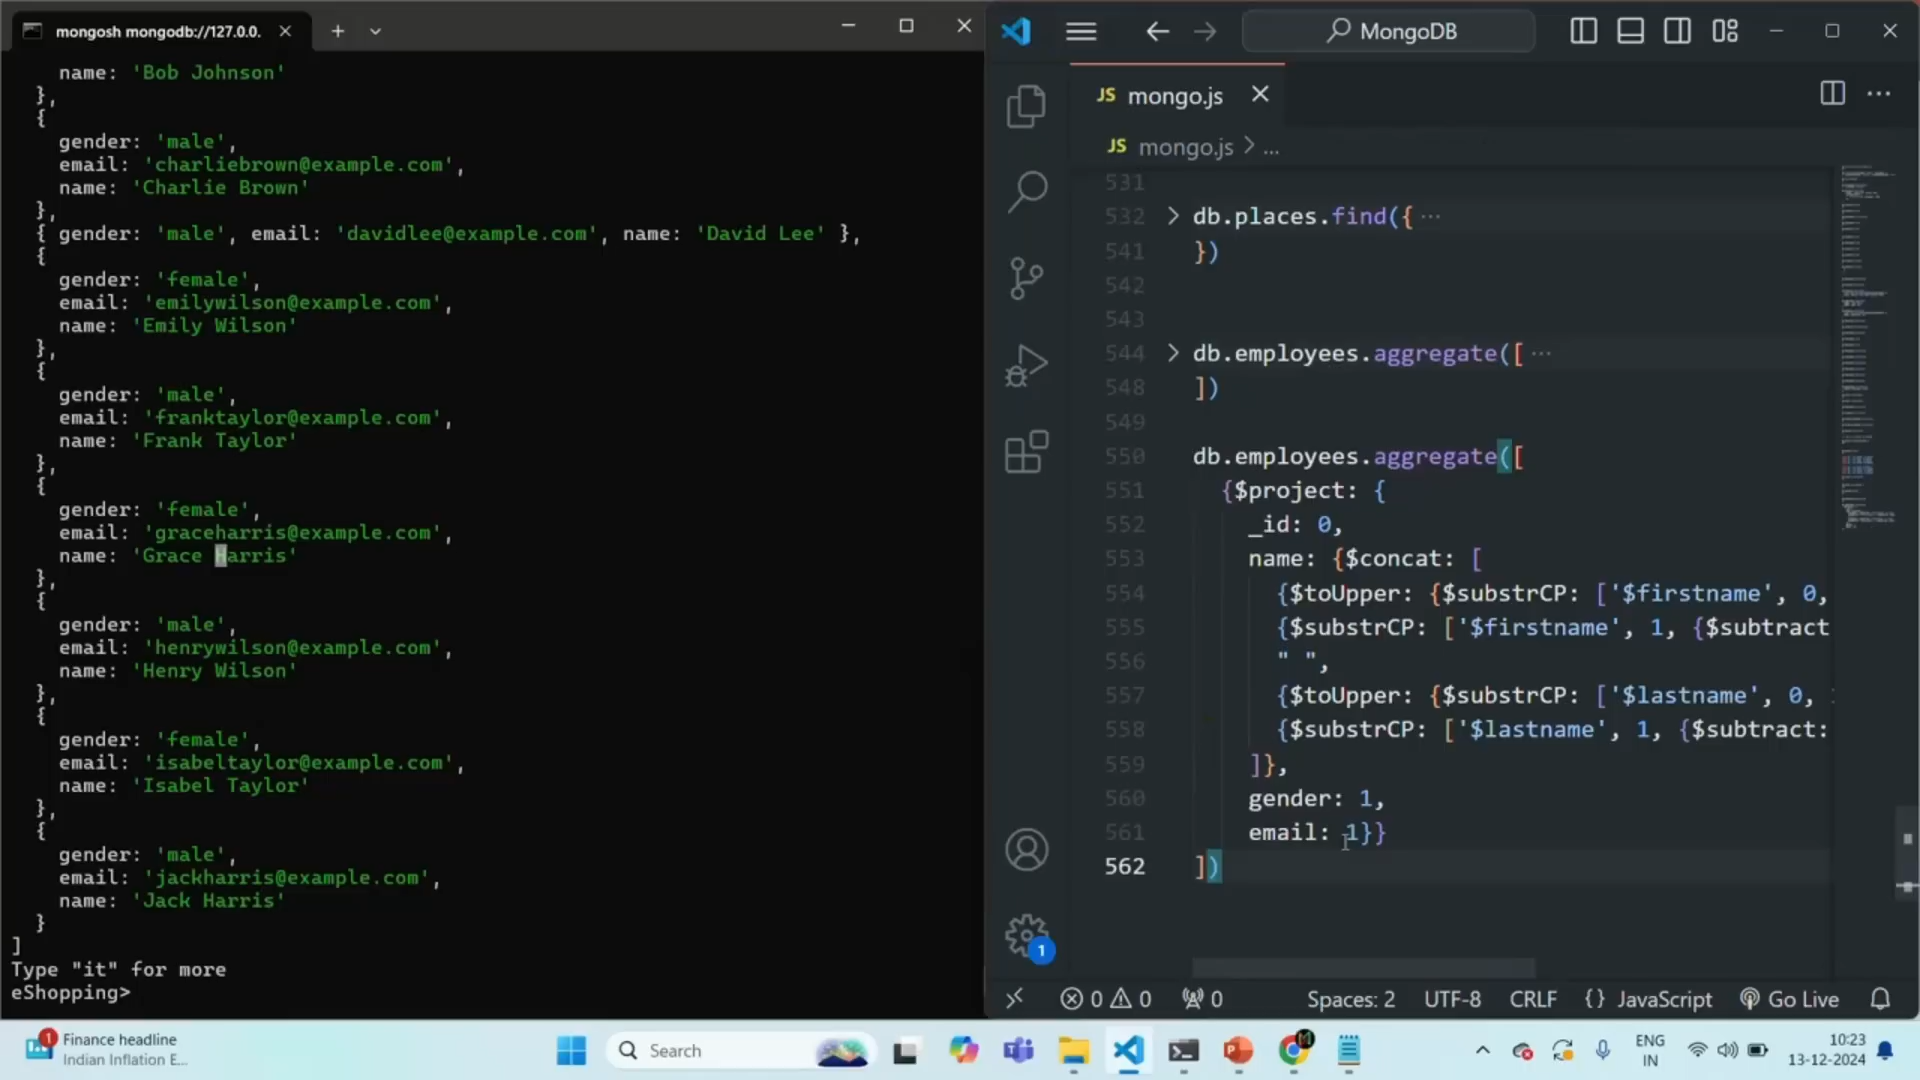 mongosh mongodb://127.0.0.
name: 'Bob Johnson'
},
{
gender: 'male',
email: 'charliebrown@example.com',
name: 'Charlie Brown'
},
{ gender: 'male', email: 'davidlee@example.com', name: 'David Lee' },
{
gender: 'female',
email: 'emilywilson@example.com',
name: 'Emily Wilson'
},
{
gender: 'male',
email: 'franktaylor@example.com',
name: 'Frank Taylor'
},
{
gender: 'female',
email: 'graceharris@example.com',
name: 'Grace Harris'
},
{
gender: 'male',
email: 'henrywilson@example.com',
name: 'Henry Wilson'
},
{
gender: 'female',
email: 'isabeltaylor@example.com',
name: 'Isabel Taylor'
},
{
gender: 'male',
email: 'jackharris@example.com',
name: 'Jack Harris'
}
]
Type "it" for more
eShopping>
MongoDB
JS mongo.js
JS mongo.js > ...
531
532 > db.places.find({ ...
541 })
542
543
544 > db.employees.aggregate([ ...
548 ])
549
550 db.employees.aggregate([
551 {$project: {
552 _id: 0,
553 name: {$concat: [
554 {$toUpper: {$substrCP: ['$firstname', 0,
555 {$substrCP: ['$firstname', 1, {$subtract
556 " ",
557 {$toUpper: {$substrCP: ['$lastname', 0,
558 {$substrCP: ['$lastname', 1, {$subtract:
559 ]},
560 gender: 1,
561 email: 1}}
562 ])
1
0 0 0 Spaces: 2 UTF-8 CRLF {} JavaScript Go Live
1 Finance headline
Indian Inflation E...
Search
M
ENG
IN
10:23
13-12-2024